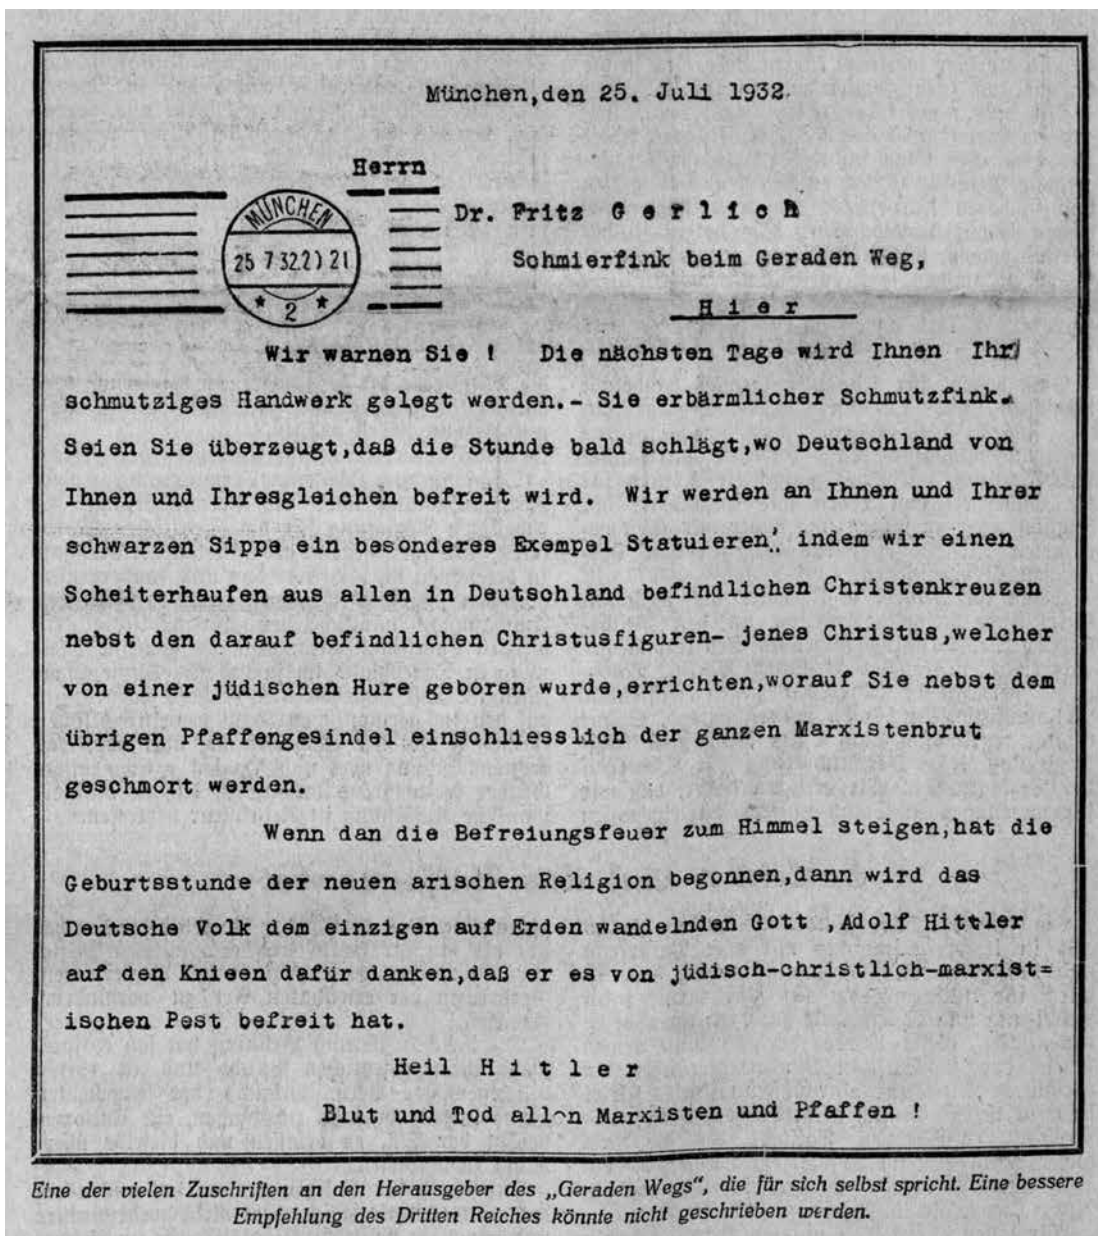 München,den 25. Juli 1932.
Herrn
Dr. Fritz G e r l i c h
Schmierfink beim Geraden Weg,
H i e r
MÜNCHEN
25 7 32.21 21
* 2 *
Wir warnen Sie ! Die nächsten Tage wird Ihnen Ihr
schmutziges Handwerk gelegt werden.- Sie erbärmlicher Schmutzfink.
Seien Sie überzeugt,daß die Stunde bald schlägt,wo Deutschland von
Ihnen und Ihresgleichen befreit wird. Wir werden an Ihnen und Ihrer
schwarzen Sippe ein besonderes Exempel Statuieren, indem wir einen
Scheiterhaufen aus allen in Deutschland befindlichen Christenkreuzen
nebst den darauf befindlichen Christusfiguren- jenes Christus,welcher
von einer jüdischen Hure geboren wurde,errichten,worauf Sie nebst dem
übrigen Pfaffengesindel einschliesslich der ganzen Marxistenbrut
geschmort werden.
Wenn dan die Befreiungsfeuer zum Himmel steigen,hat die
Geburtsstunde der neuen arischen Religion begonnen,dann wird das
Deutsche Volk dem einzigen auf Erden wandelnden Gott ,Adolf Hittler
auf den Knieen dafür danken,daß er es von jüdisch-christlich-marxist=
ischen Pest befreit hat.
Heil H i t l e r
Blut und Tod allen Marxisten und Pfaffen !
Eine der vielen Zuschriften an den Herausgeber des „Geraden Wegs“, die für sich selbst spricht. Eine bessere
Empfehlung des Dritten Reiches könnte nicht geschrieben werden.